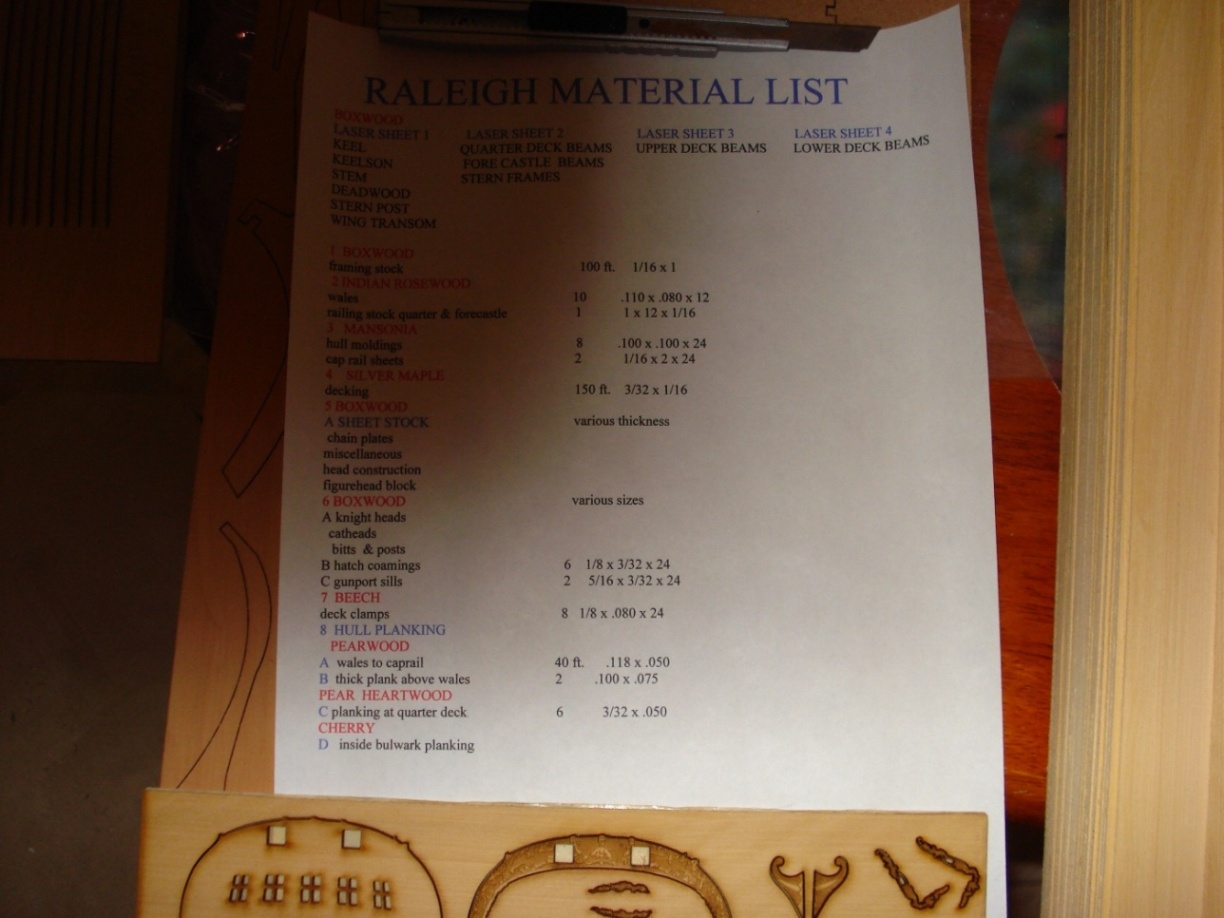 RALEIGH MATERIAL LIST
BOXWOOD
LASER SHEET 1 LASER SHEET 2 LASER SHEET 3 LASER SHEET 4
KEEL QUARTER DECK BEAMS UPPER DECK BEAMS LOWER DECK BEAMS
KEELSON FORE CASTLE BEAMS
STEM STERN FRAMES
DEADWOOD
STERN POST
WING TRANSOM
1 BOXWOOD
framing stock 100 ft. 1/16 x 1
2 INDIAN ROSEWOOD
wales 10 .110 x .080 x 12
railing stock quarter & forecastle 1 1 x 12 x 1/16
3 MANSONIA
hull moldings 8 .100 x .100 x 24
cap rail sheets 2 1/16 x 2 x 24
4 SILVER MAPLE
decking 150 ft. 3/32 x 1/16
5 BOXWOOD
A SHEET STOCK various thickness
chain plates
miscellaneous
head construction
figurehead block
6 BOXWOOD various sizes
A knight heads
catheads
bitts & posts
B hatch coamings 6 1/8 x 3/32 x 24
C gunport sills 2 5/16 x 3/32 x 24
7 BEECH
deck clamps 8 1/8 x .080 x 24
8 HULL PLANKING
PEARWOOD
A wales to caprail 40 ft. .118 x .050
B thick plank above wales 2 .100 x .075
PEAR HEARTWOOD
C planking at quarter deck 6 3/32 x .050
CHERRY
D inside bulwark planking